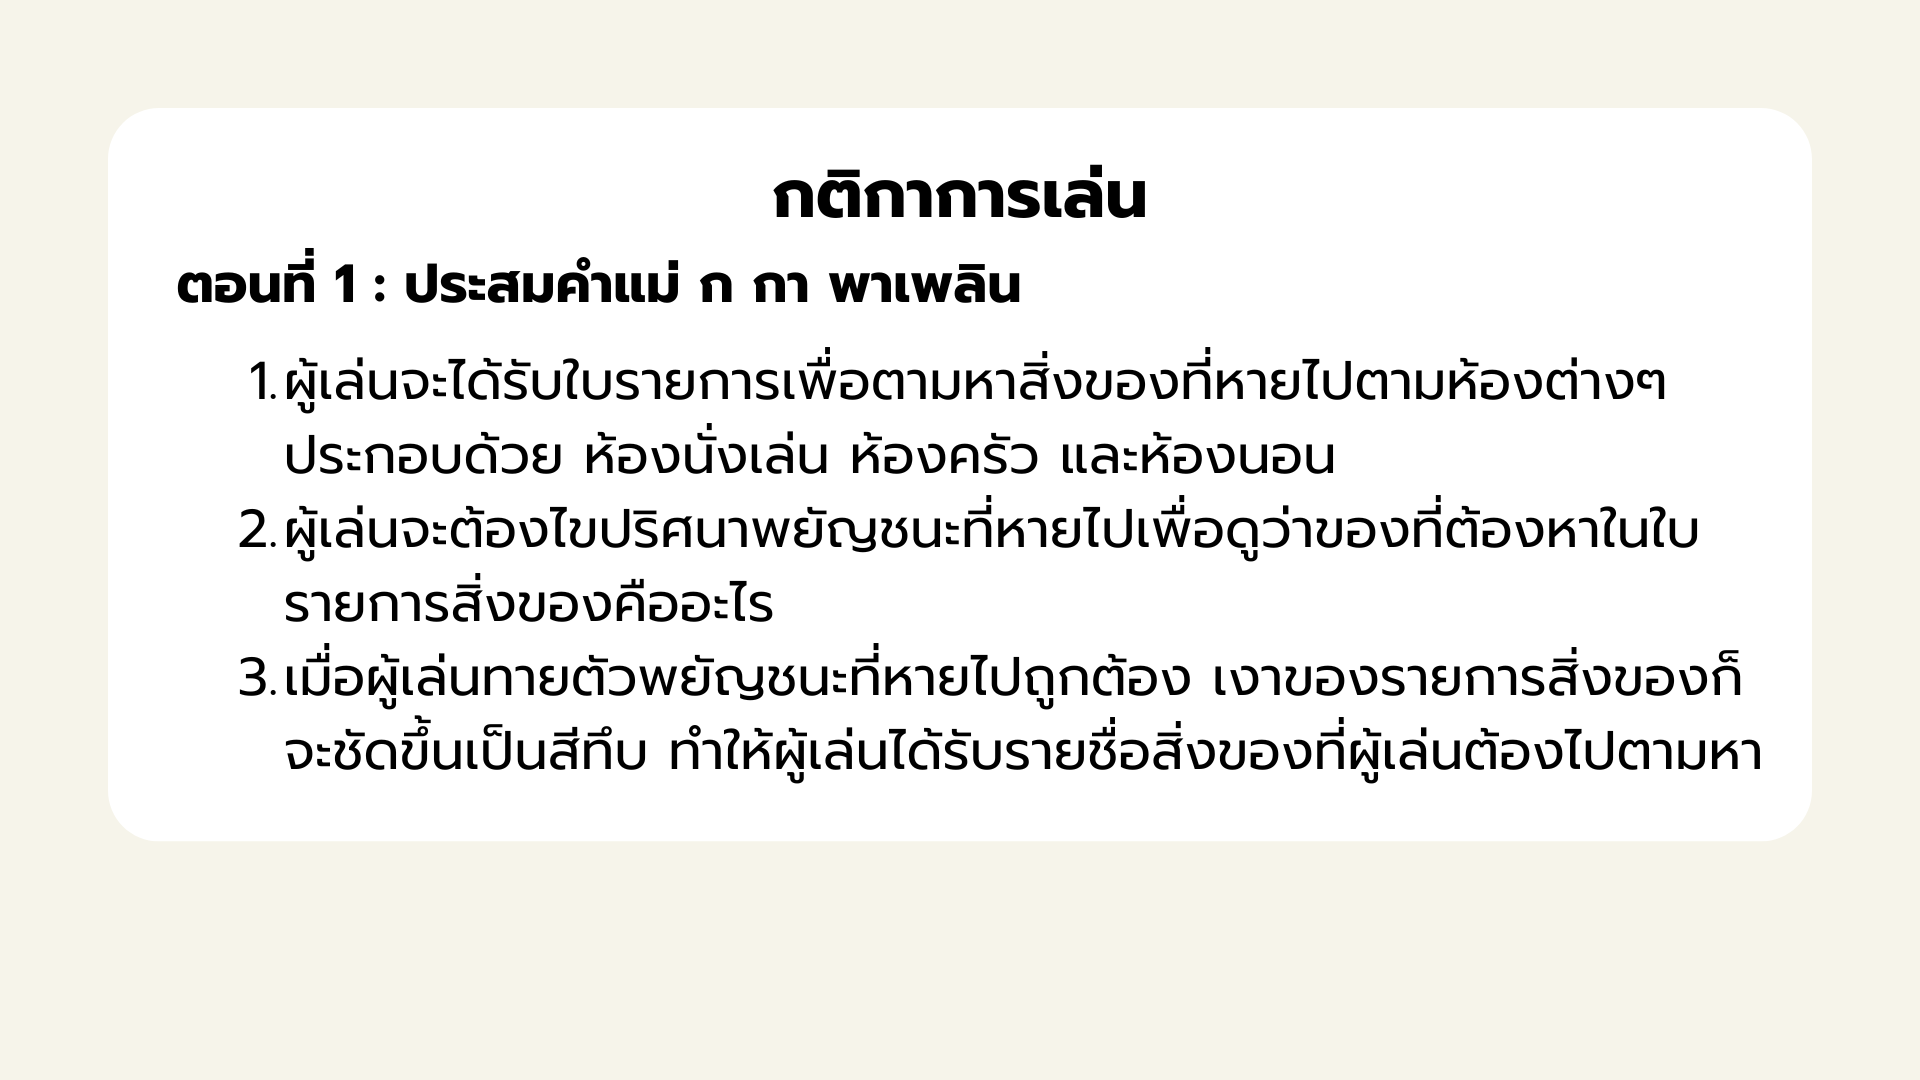 กติกาการเล่น
ตอนที่ 1 : ประสมคำแม่ ก กา พาเพลิน
1. ผู้เล่นจะได้รับใบรายการเพื่อตามหาสิ่งของที่หายไปตามห้องต่างๆ
ประกอบด้วย ห้องนั่งเล่น ห้องครัว และห้องนอน
2. ผู้เล่นจะต้องไขปริศนาพยัญชนะที่หายไปเพื่อดูว่าของที่ต้องหาในใบ
รายการสิ่งของคืออะไร
3. เมื่อผู้เล่นทายตัวพยัญชนะที่หายไปถูกต้อง เงาของรายการสิ่งของก็
จะชัดขึ้นเป็นสีทึบ ทำให้ผู้เล่นได้รับรายชื่อสิ่งของที่ผู้เล่นต้องไปตามหา